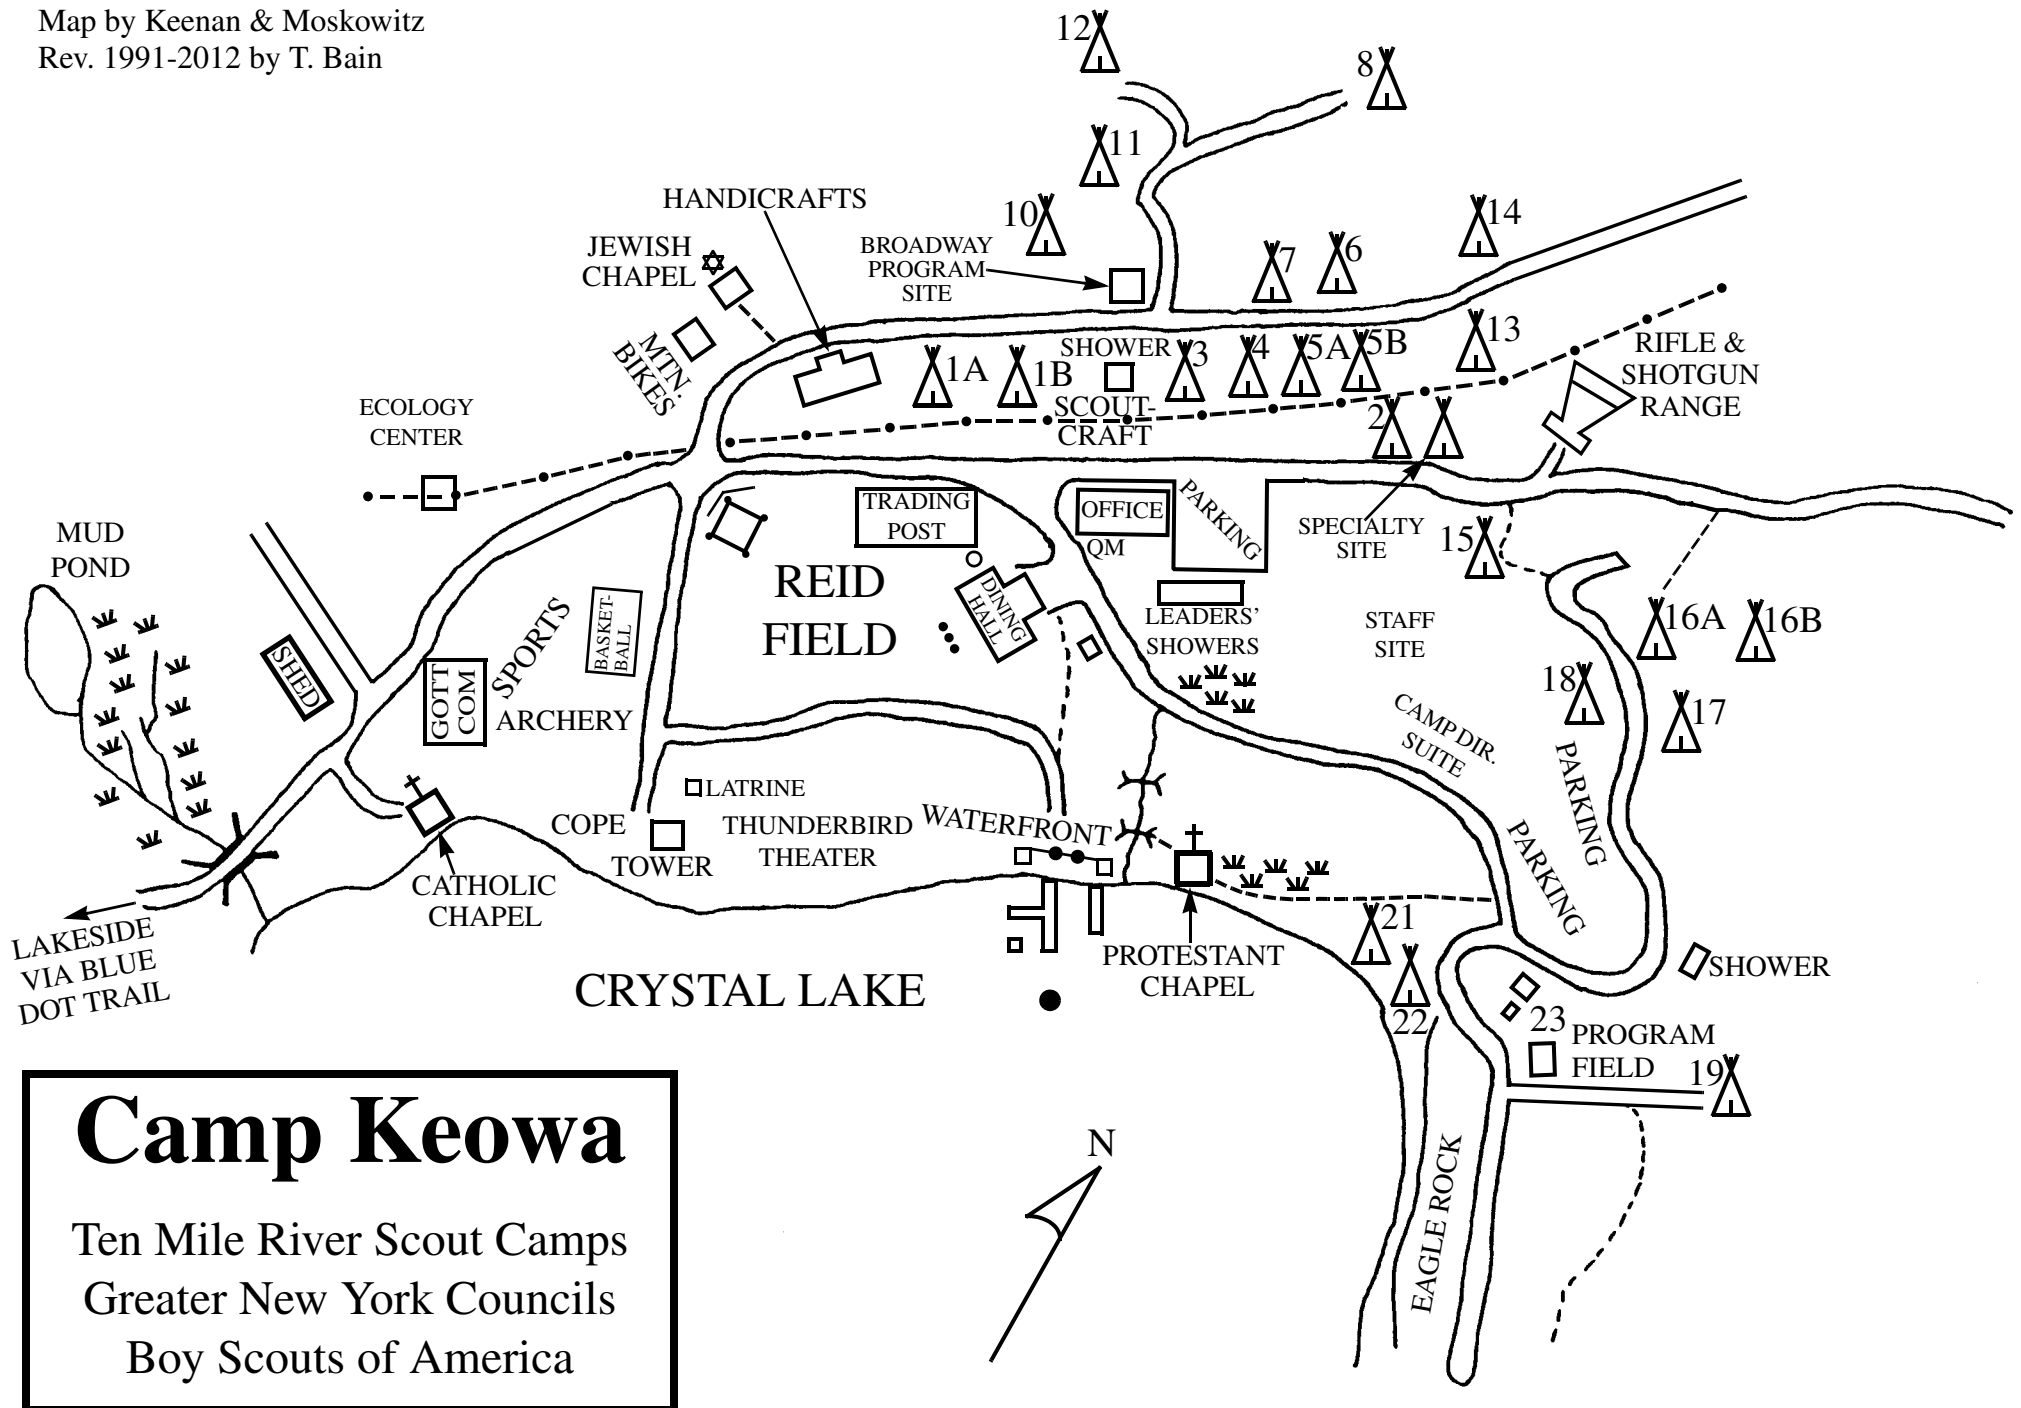 Map by Keenan & Moskowitz
Rev. 1991-2012 by T. Bain
12
8
11
HANDICRAFTS
10
14
JEWISH
CHAPEL
BROADWAY
PROGRAM
SITE
7
6
13
MTN.
BIKES
SHOWER
3
4
5A
5B
RIFLE &
SHOTGUN
RANGE
1A
1B
ECOLOGY
CENTER
SCOUT-
CRAFT
2
TRADING
POST
OFFICE
QM
PARKING
SPECIALTY
SITE
15
MUD
POND
REID
FIELD
DINING
HALL
LEADERS'
SHOWERS
STAFF
SITE
16A
16B
SHED
GOTT
COM
SPORTS
BASKET-
BALL
ARCHERY
18
17
CAMP DIR.
SUITE
PARKING
PARKING
LATRINE
COPE
TOWER
THUNDERBIRD
THEATER
WATERFRONT
CATHOLIC
CHAPEL
LAKESIDE
VIA BLUE
DOT TRAIL
21
PROTESTANT
CHAPEL
SHOWER
CRYSTAL LAKE
22
23
PROGRAM
FIELD
19
EAGLE ROCK
N
Camp Keowa
Ten Mile River Scout Camps
Greater New York Councils
Boy Scouts of America